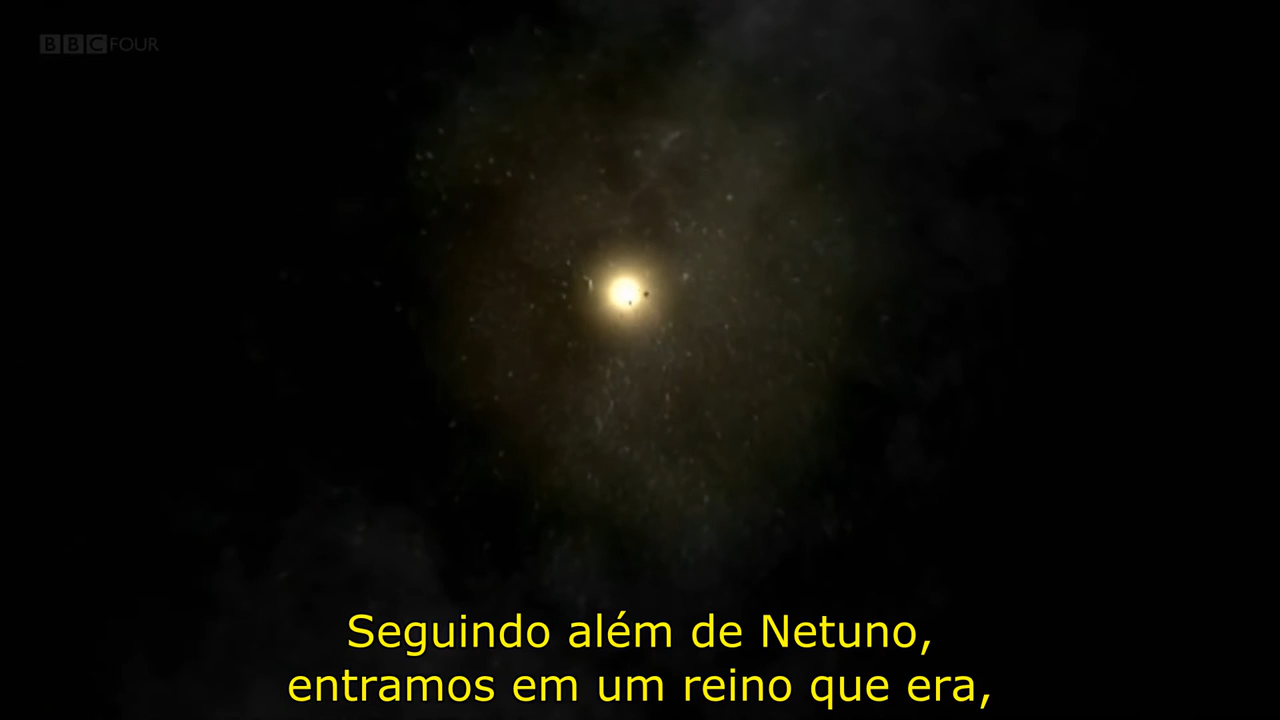 BBC FOUR
Seguindo além de Netuno,
entramos em um reino que era,